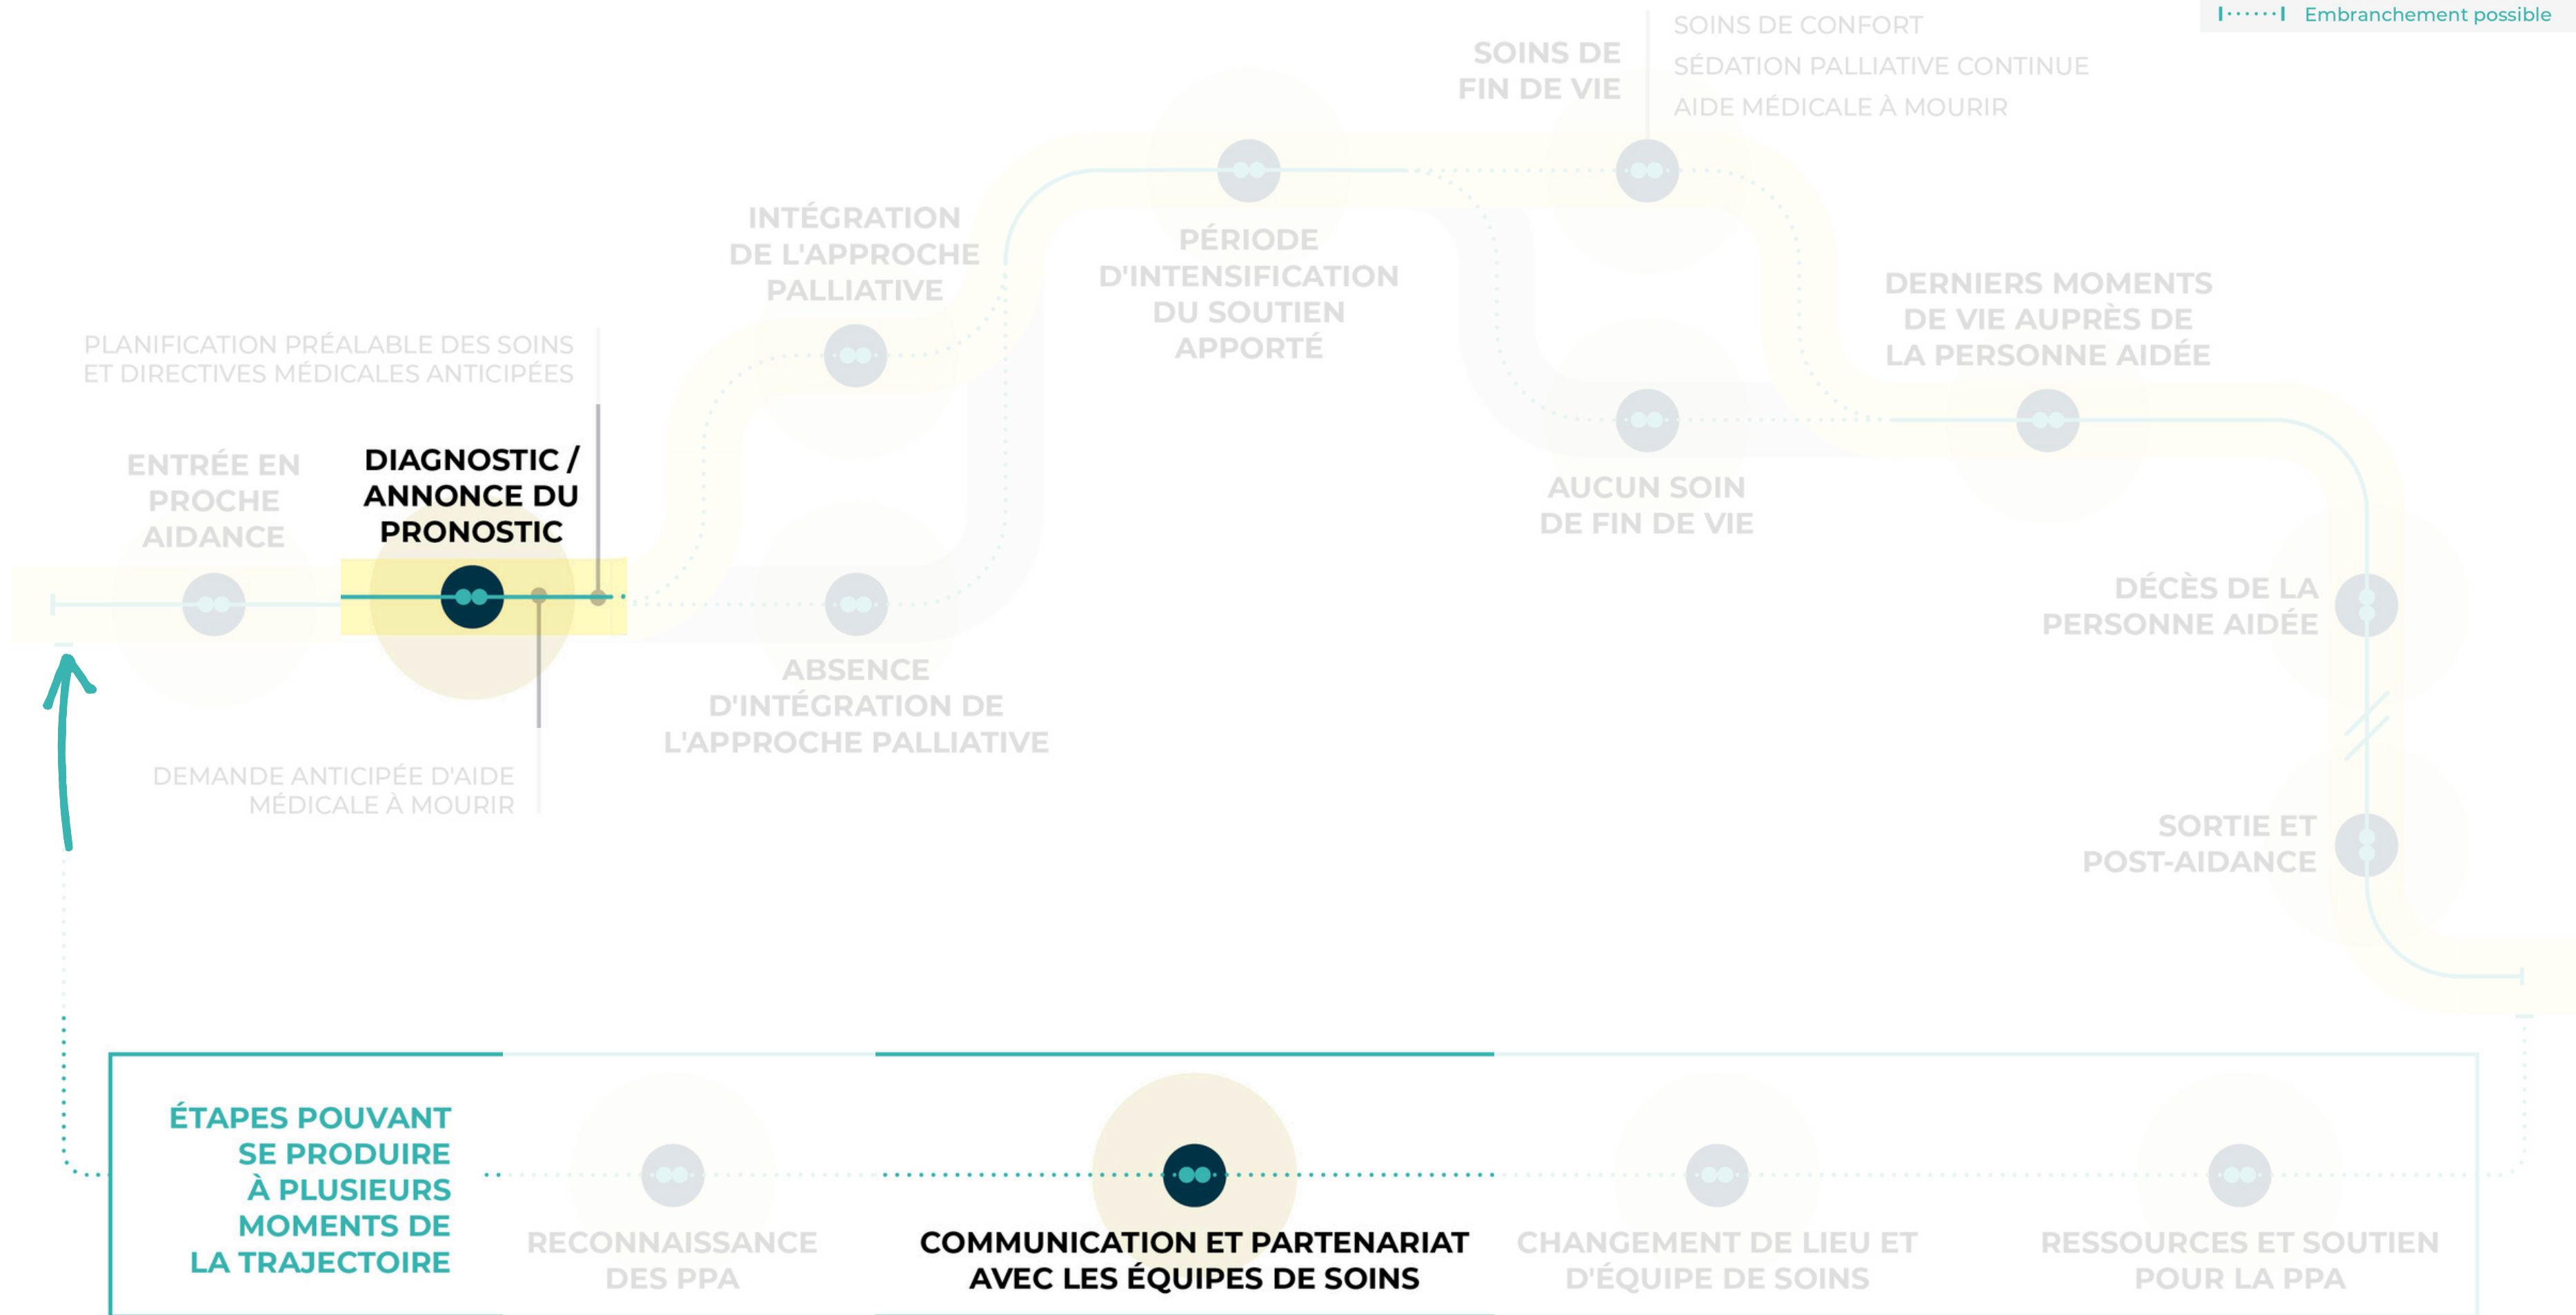 Embranchement possible
SOINS DE
FIN DE VIE
SOINS DE CONFORT
SÉDATION PALLIATIVE CONTINUE
AIDE MÉDICALE À MOURIR
INTÉGRATION
DE L'APPROCHE
PALLIATIVE
PÉRIODE
D'INTENSIFICATION
DU SOUTIEN
APPORTÉ
DERNIERS MOMENTS
DE VIE AUPRÈS DE
LA PERSONNE AIDÉE
PLANIFICATION PRÉALABLE DES SOINS
ET DIRECTIVES MÉDICALES ANTICIPÉES
ENTRÉE EN
PROCHE
AIDANCE
DIAGNOSTIC /
ANNONCE DU
PRONOSTIC
AUCUN SOIN
DE FIN DE VIE
DÉCÈS DE LA
PERSONNE AIDÉE
ABSENCE
D'INTÉGRATION DE
L'APPROCHE PALLIATIVE
DEMANDE ANTICIPÉE D'AIDE
MÉDICALE À MOURIR
SORTIE ET
POST-AIDANCE
ÉTAPES POUVANT
SE PRODUIRE
À PLUSIEURS
MOMENTS DE
LA TRAJECTOIRE
RECONNAISSANCE
DES PPA
COMMUNICATION ET PARTENARIAT
AVEC LES ÉQUIPES DE SOINS
CHANGEMENT DE LIEU ET
D'ÉQUIPE DE SOINS
RESSOURCES ET SOUTIEN
POUR LA PPA